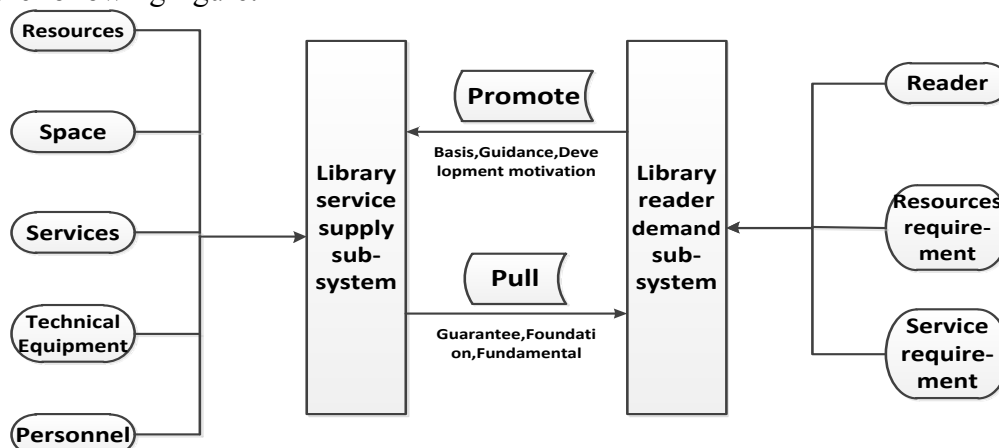 Resources
Space
Services
Technical
Equipment
Personnel
Library
service
supply
sub-
system
Promote
Basis,Guidance,Deve
lopment motivation
Pull
Guarantee,Foundati
on,Fundamental
Library
reader
demand
sub-
system
Reader
Resources
require-
ment
Service
require-
ment